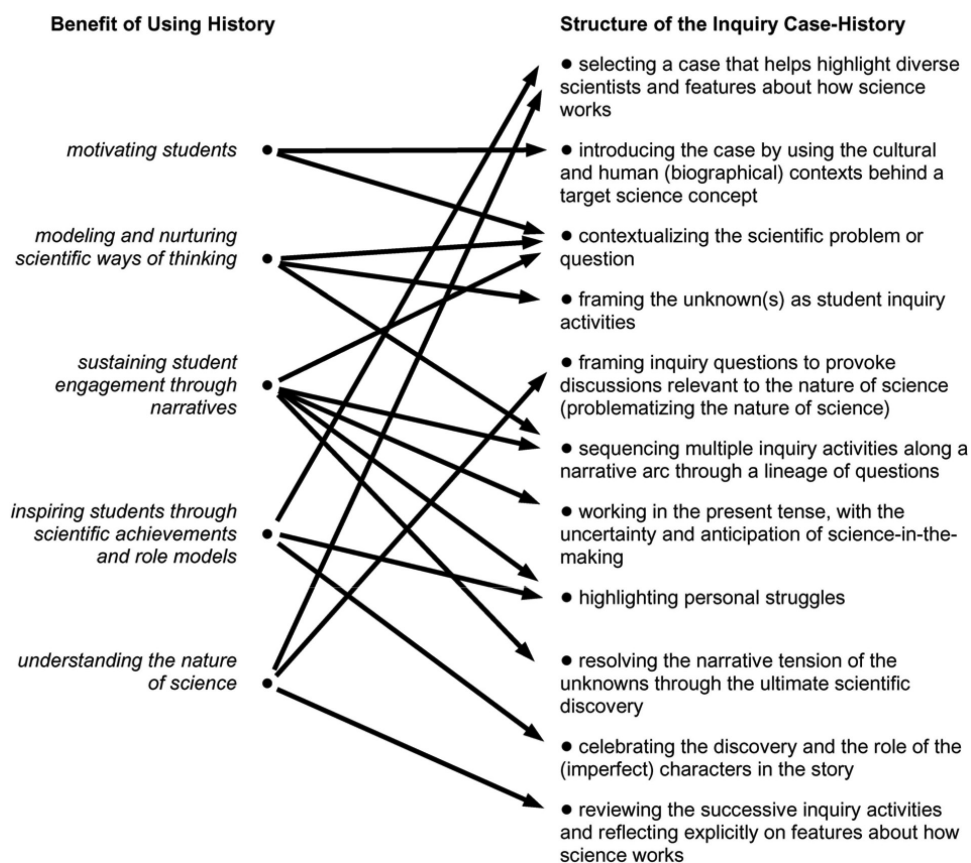 Benefit of Using History
motivating students
modeling and nurturing
scientific ways of thinking
sustaining student
engagement through
narratives
inspiring students through
scientific achievements
and role models
understanding the nature
of science
Structure of the Inquiry Case-History
● selecting a case that helps highlight diverse
scientists and features about how science
works
● introducing the case by using the cultural
and human (biographical) contexts behind a
target science concept
● contextualizing the scientific problem or
question
● framing the unknown(s) as student inquiry
activities
● framing inquiry questions to provoke
discussions relevant to the nature of science
(problematizing the nature of science)
● sequencing multiple inquiry activities along a
narrative arc through a lineage of questions
● working in the present tense, with the
uncertainty and anticipation of science-in-the-
making
● highlighting personal struggles
● resolving the narrative tension of the
unknowns through the ultimate scientific
discovery
● celebrating the discovery and the role of the
(imperfect) characters in the story
● reviewing the successive inquiry activities
and reflecting explicitly on features about how
science works